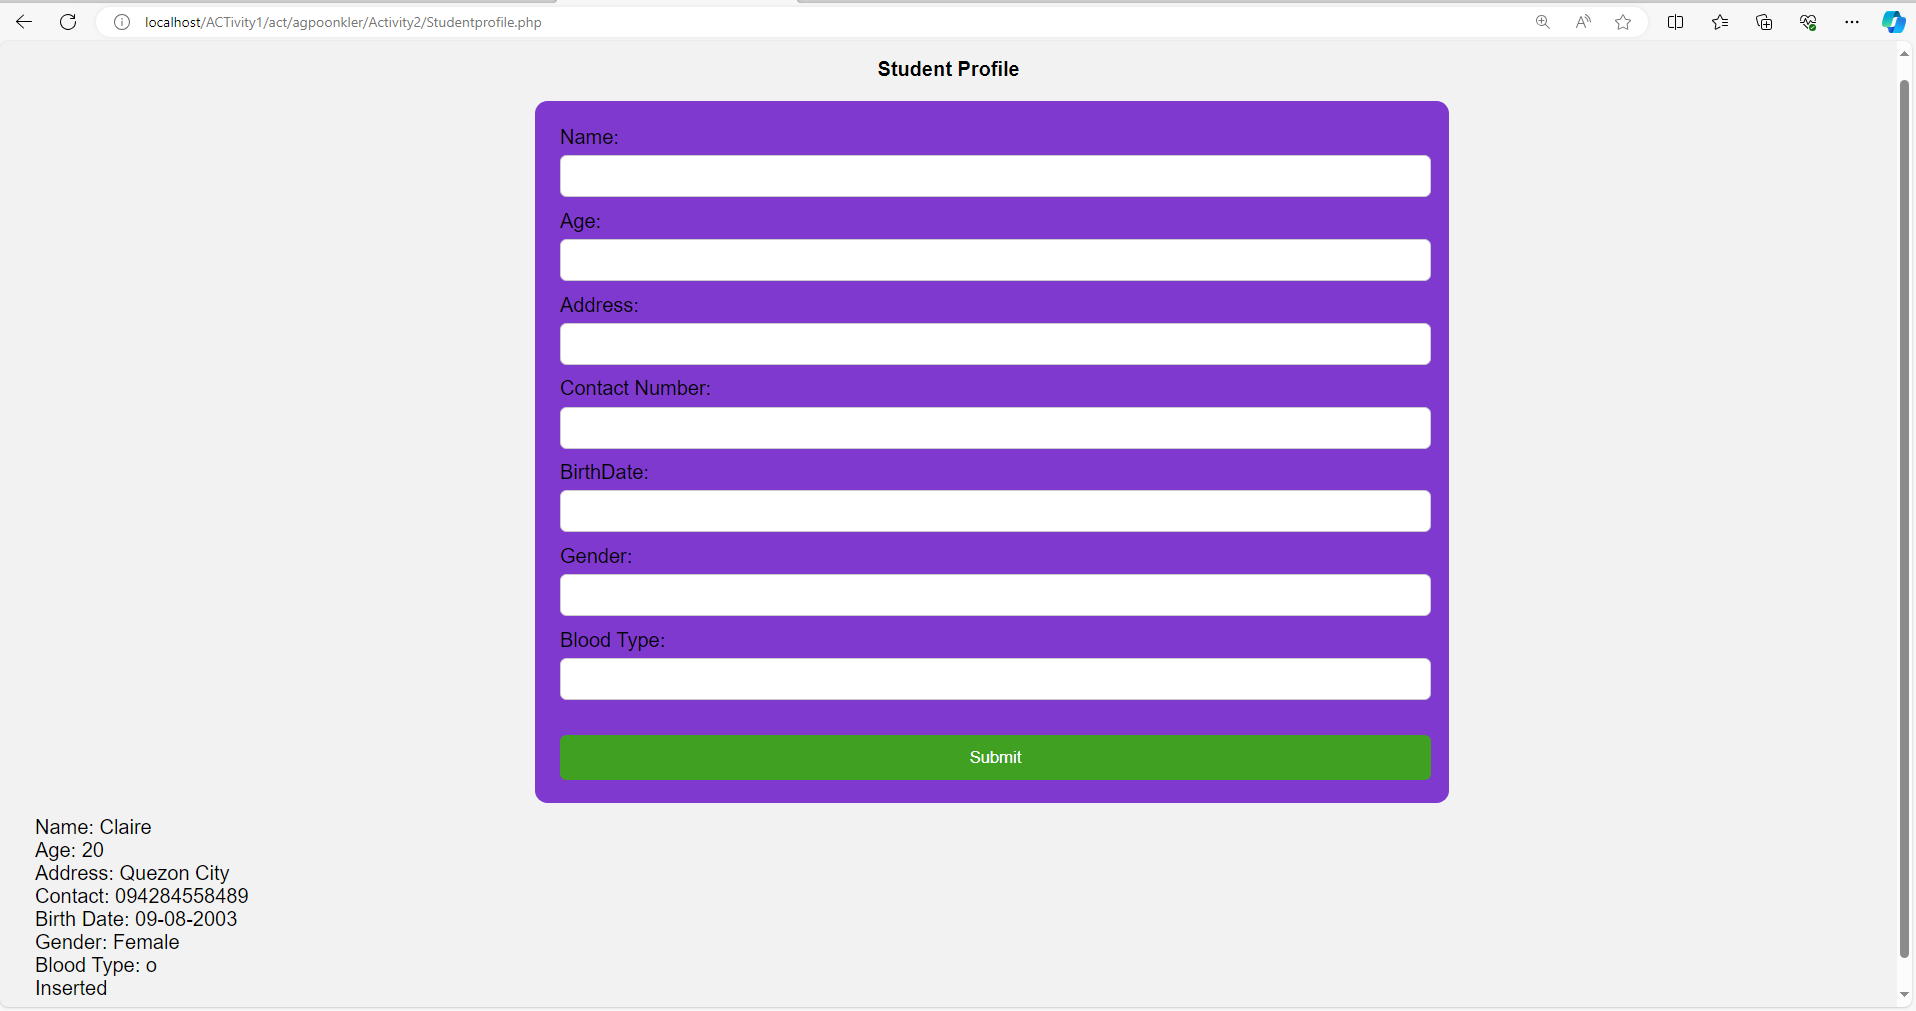 localhost/ACTivity1/act/agpoonkler/Activity2/Studentprofile.php
Student Profile
Name:
Age:
Address:
Contact Number:
BirthDate:
Gender:
Blood Type:
Submit
Name: Claire
Age: 20
Address: Quezon City
Contact: 094284558489
Birth Date: 09-08-2003
Gender: Female
Blood Type: o
Inserted